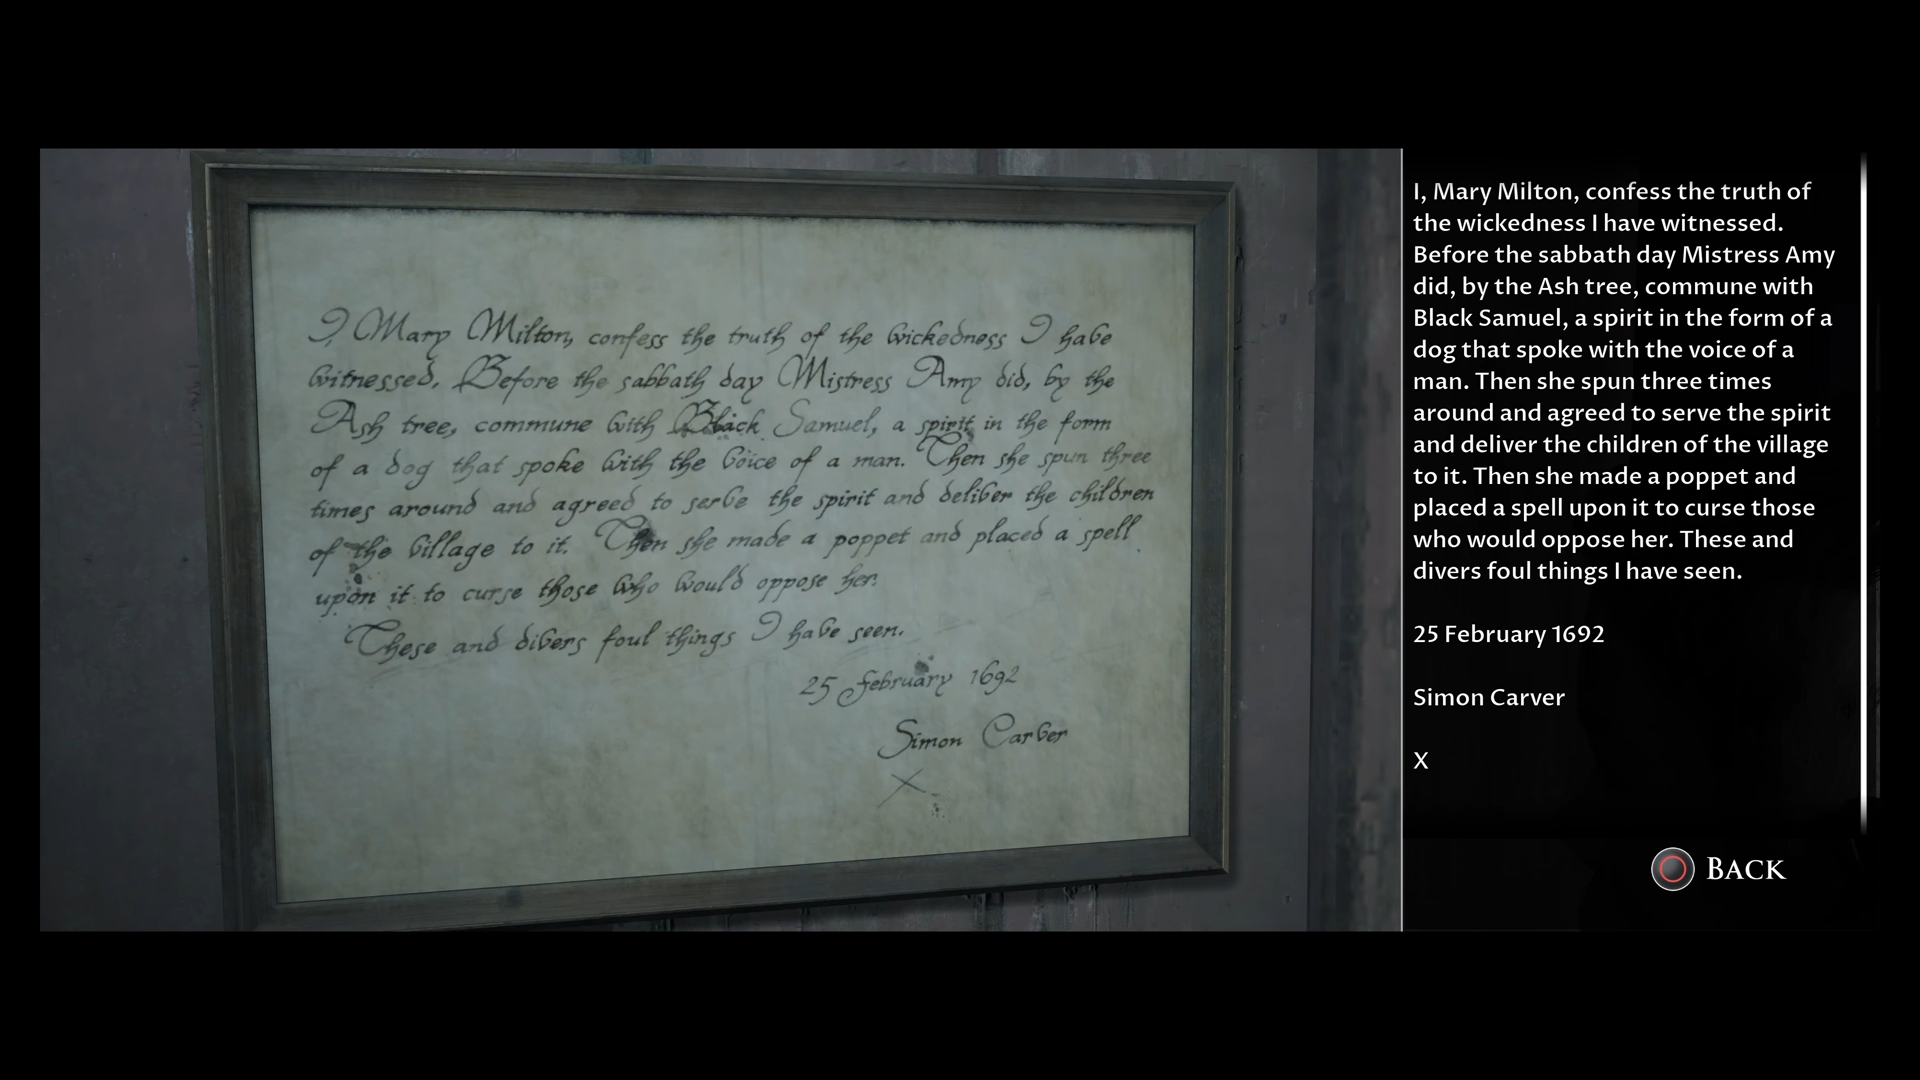 I, Mary Milton, confess the truth of the wickedness I have
witnessed. Before the sabbath day Mistress Amy did, by the
Ash tree, commune with Black Samuel, a spirit in the form
of a dog that spoke with the voice of a man. Then she spun three
times around and agreed to serve the spirit and deliver the children
of the village to it. Then she made a poppet and placed a spell
upon it to curse those who would oppose her.
These and divers foul things I have seen.
25 February 1692
Simon Carver
X
I, Mary Milton, confess the truth of
the wickedness I have witnessed.
Before the sabbath day Mistress Amy
did, by the Ash tree, commune with
Black Samuel, a spirit in the form of a
dog that spoke with the voice of a
man. Then she spun three times
around and agreed to serve the spirit
and deliver the children of the village
to it. Then she made a poppet and
placed a spell upon it to curse those
who would oppose her. These and
divers foul things I have seen.
25 February 1692
Simon Carver
X
BACK